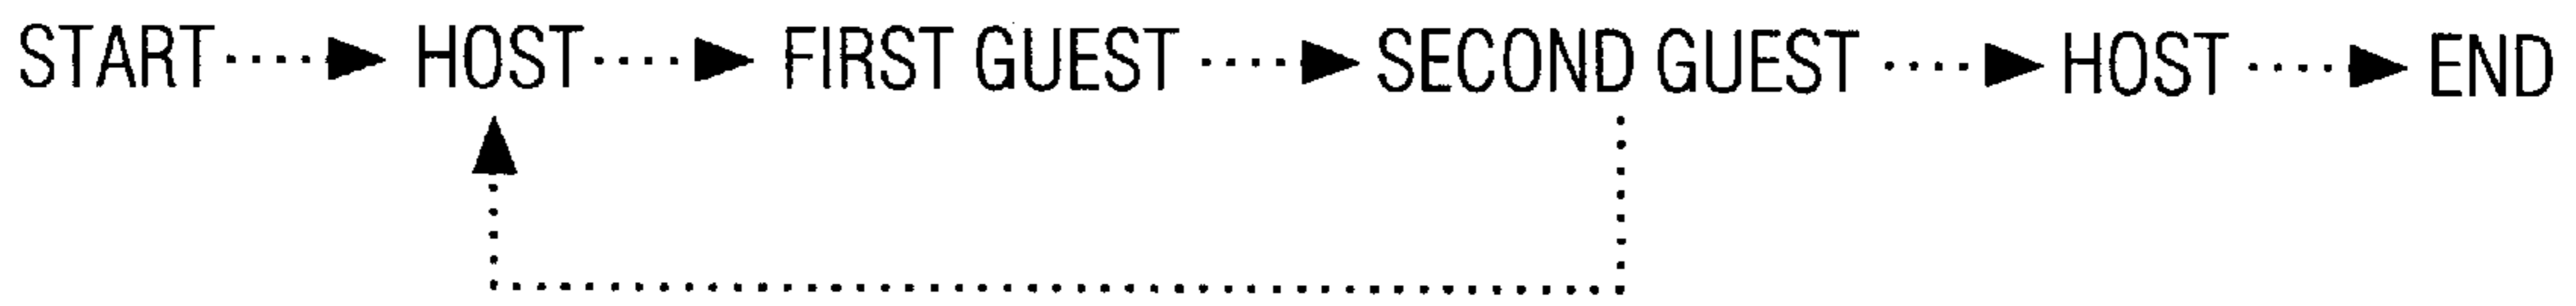 START HOST FIRST GUEST SECOND GUEST HOST END